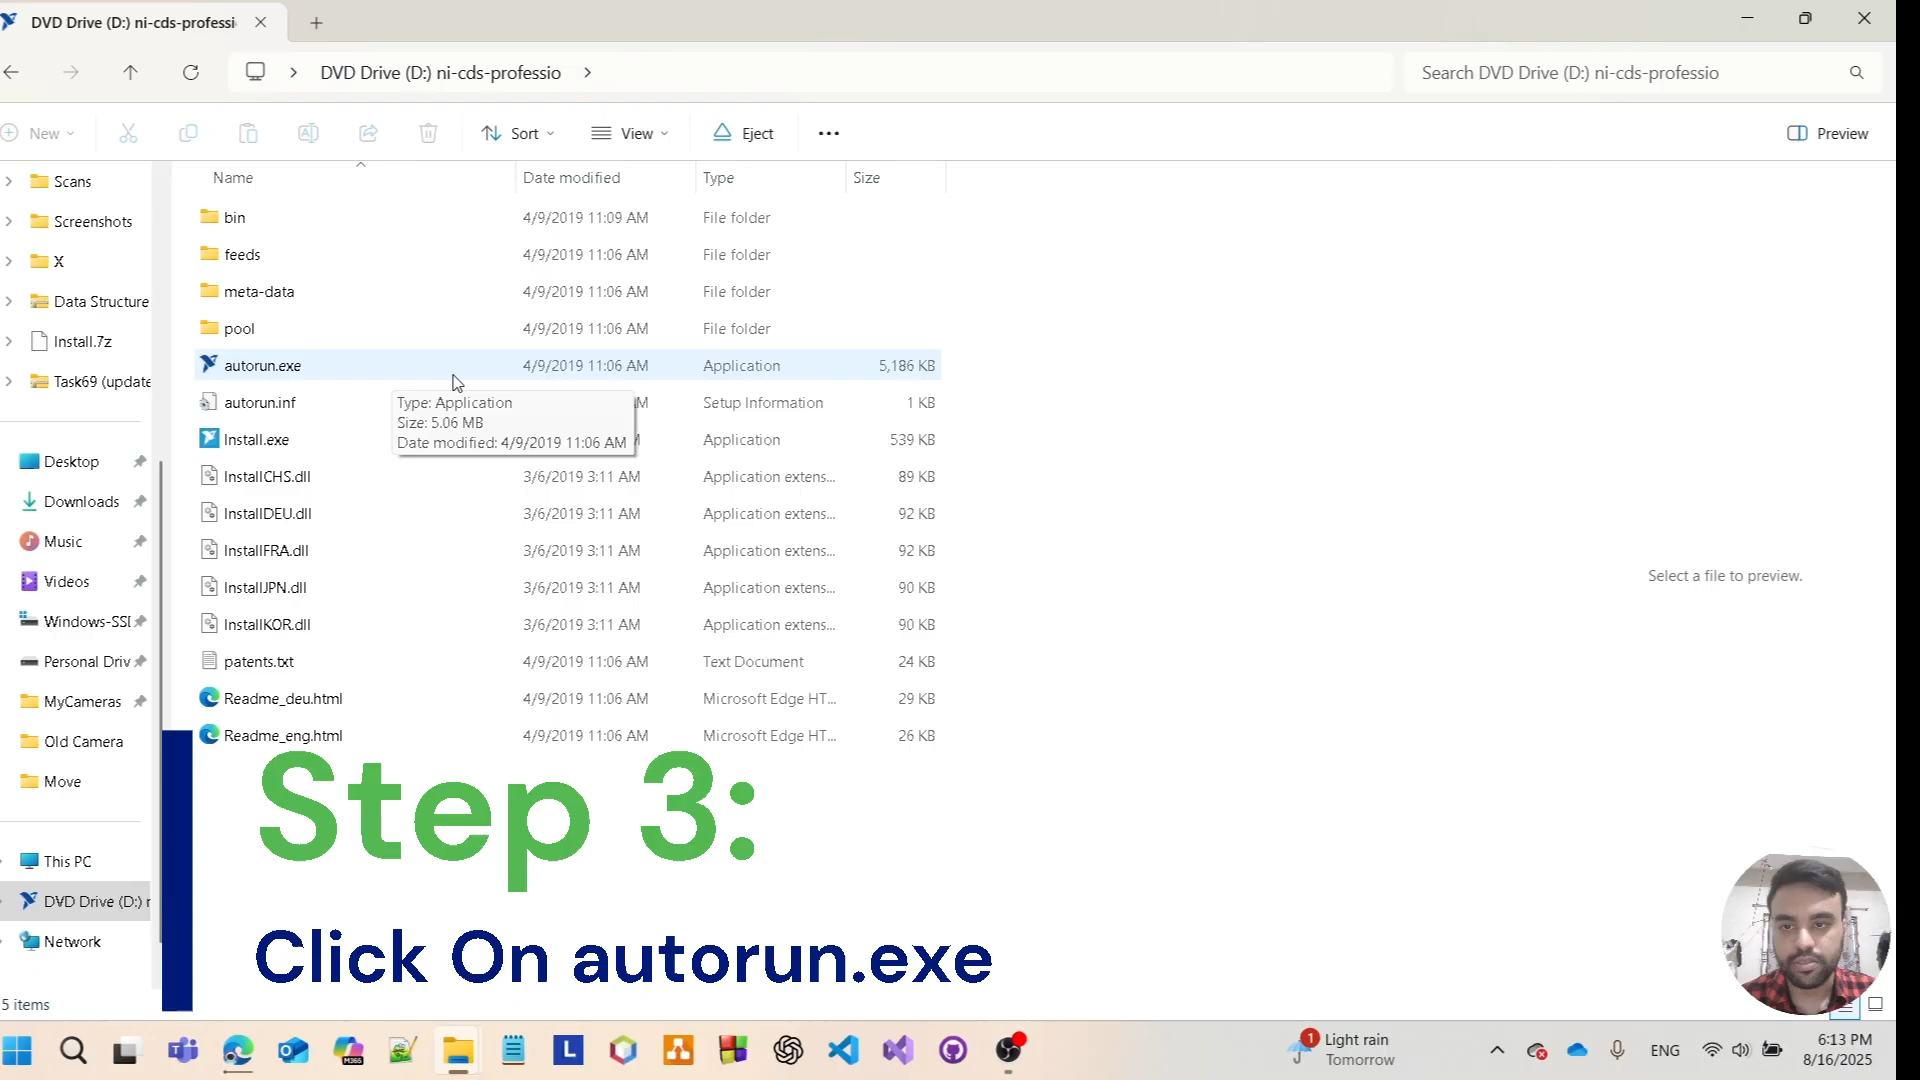 DVD Drive (D:) ni-cds-professi
DVD Drive (D:) ni-cds-professio
Search DVD Drive (D:) ni-cds-professio
New
Sort
View
Eject
Preview
Scans
Screenshots
X
Data Structure
Install.7z
Task69 (update
Desktop
Downloads
Music
Videos
Windows-SSD
Personal Driv
MyCameras
Old Camera
Move
This PC
DVD Drive (D:) n
Network
5 items
Name Date modified Type Size
bin 4/9/2019 11:09 AM File folder
feeds 4/9/2019 11:06 AM File folder
meta-data 4/9/2019 11:06 AM File folder
pool 4/9/2019 11:06 AM File folder
autorun.exe 4/9/2019 11:06 AM Application 5,186 KB
autorun.inf M Setup Information 1 KB
Install.exe Application 539 KB
InstallCHS.dll 3/6/2019 3:11 AM Application extens... 89 KB
InstallDEU.dll 3/6/2019 3:11 AM Application extens... 92 KB
InstallFRA.dll 3/6/2019 3:11 AM Application extens... 92 KB
InstallJPN.dll 3/6/2019 3:11 AM Application extens... 90 KB
InstallKOR.dll 3/6/2019 3:11 AM Application extens... 90 KB
patents.txt 4/9/2019 11:06 AM Text Document 24 KB
Readme_deu.html 4/9/2019 11:06 AM Microsoft Edge HT... 29 KB
Readme_eng.html 4/9/2019 11:06 AM Microsoft Edge HT... 26 KB
Type: Application
Size: 5.06 MB
Date modified: 4/9/2019 11:06 AM
Select a file to preview.
Step 3:
Click On autorun.exe
M365
L
1
Light rain
Tomorrow
ENG
6:13 PM
8/16/2025